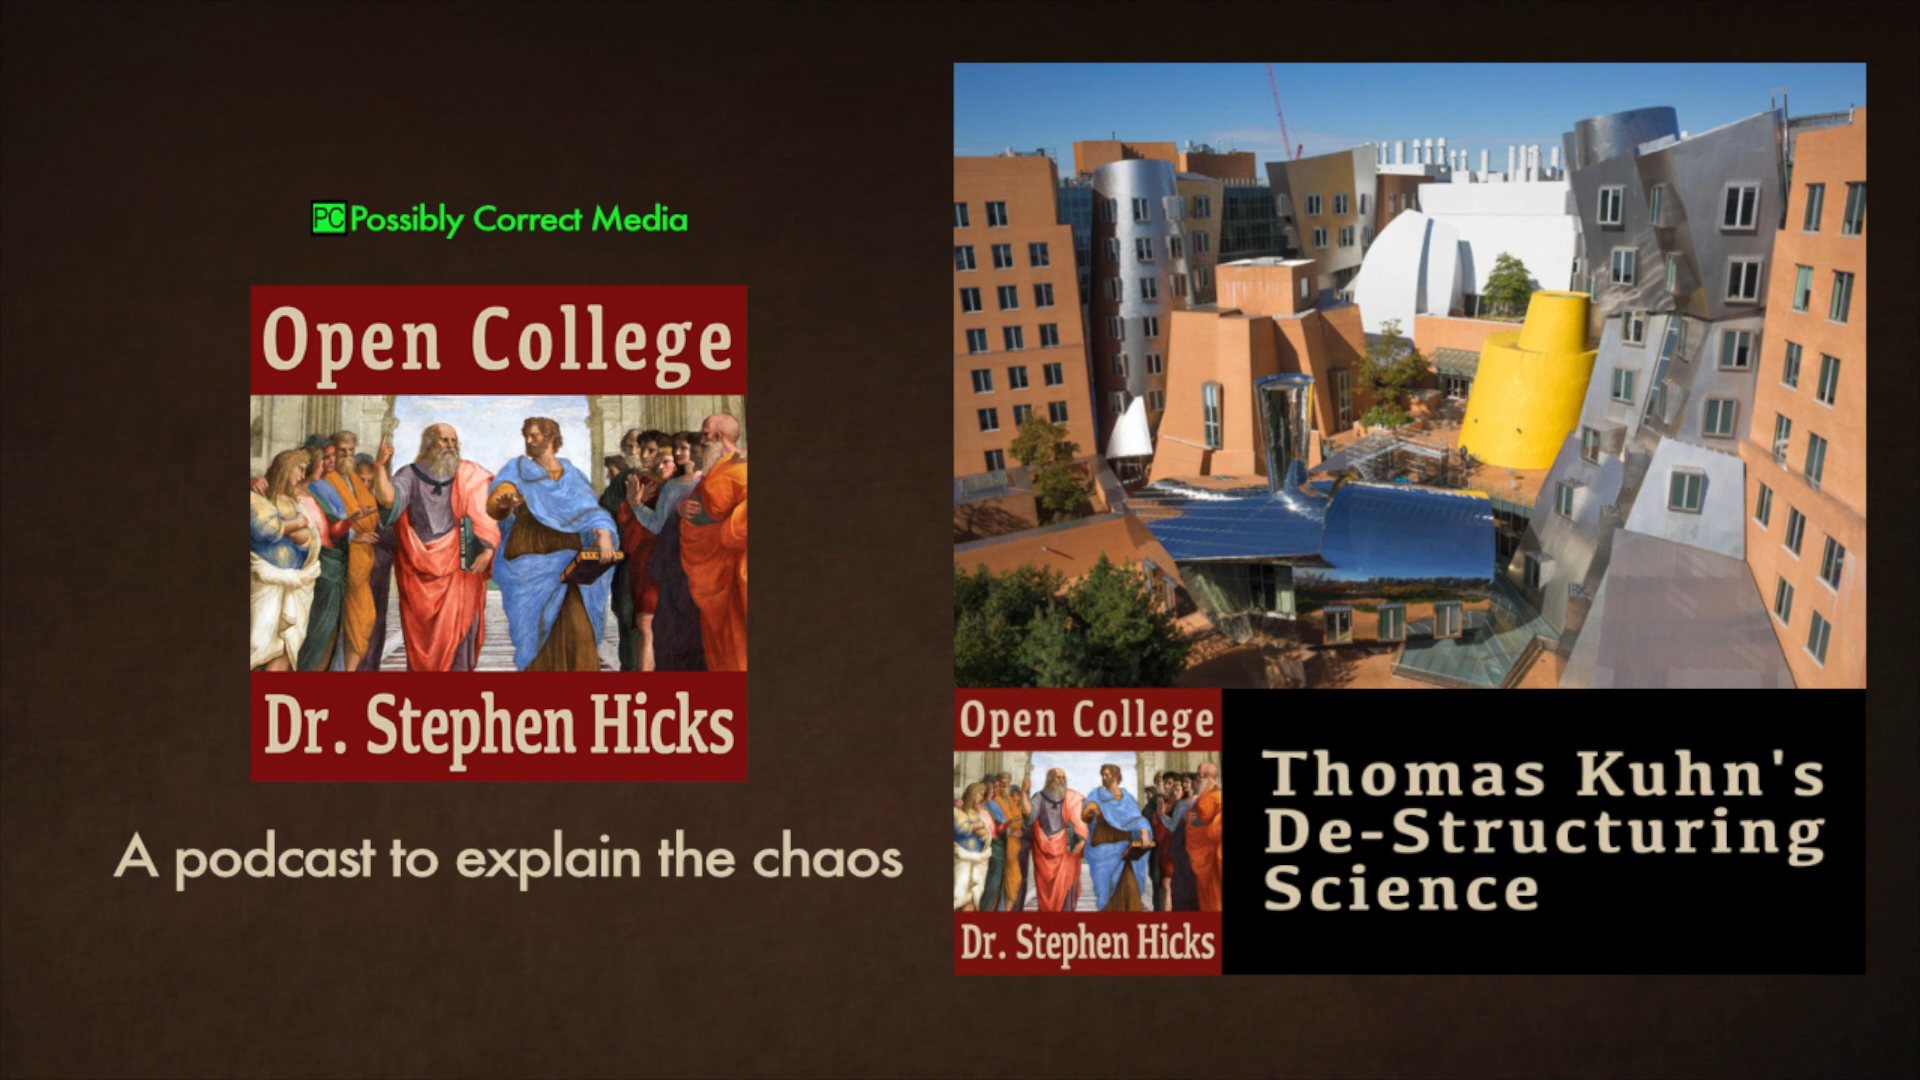 PC Possibly Correct Media
Open College
Dr. Stephen Hicks
A podcast to explain the chaos
Open College
Dr. Stephen Hicks
Thomas Kuhn's
De-Structuring
Science